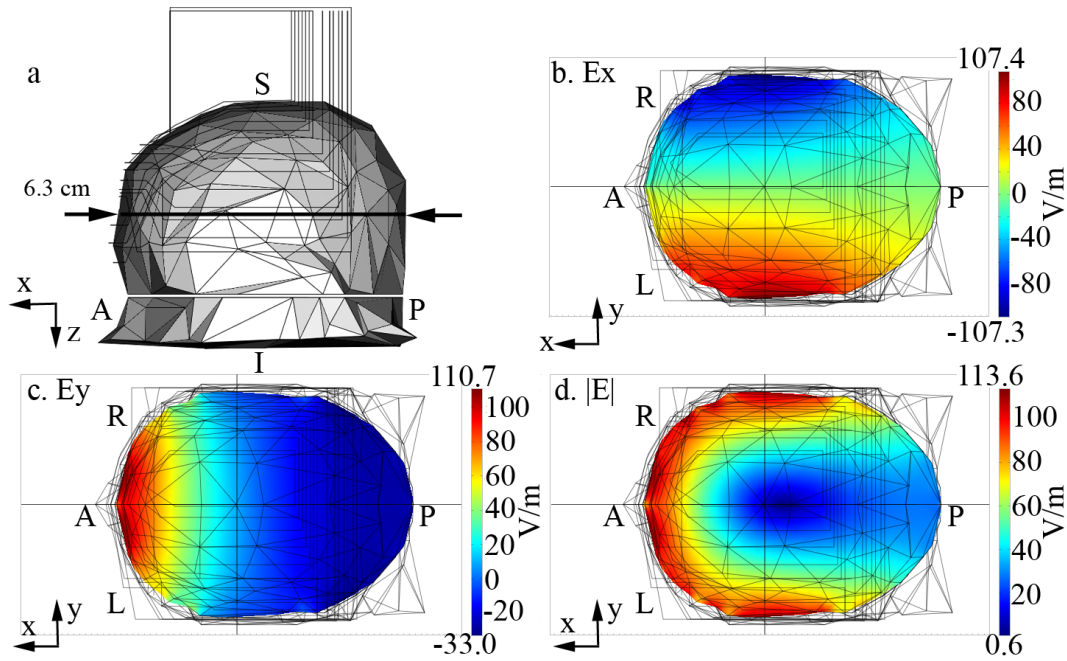 a
S
6.3 cm
x
A
P
z
I
b. Ex
107.4
R
80
40
A
P
0
V/m
-40
L
-80
y
x
-107.3
c. Ey
110.7
R
100
80
60
A
P
40
V/m
20
0
L
-20
y
x
-33.0
d. |E|
113.6
R
100
80
A
P
60
V/m
40
L
20
y
x
0.6